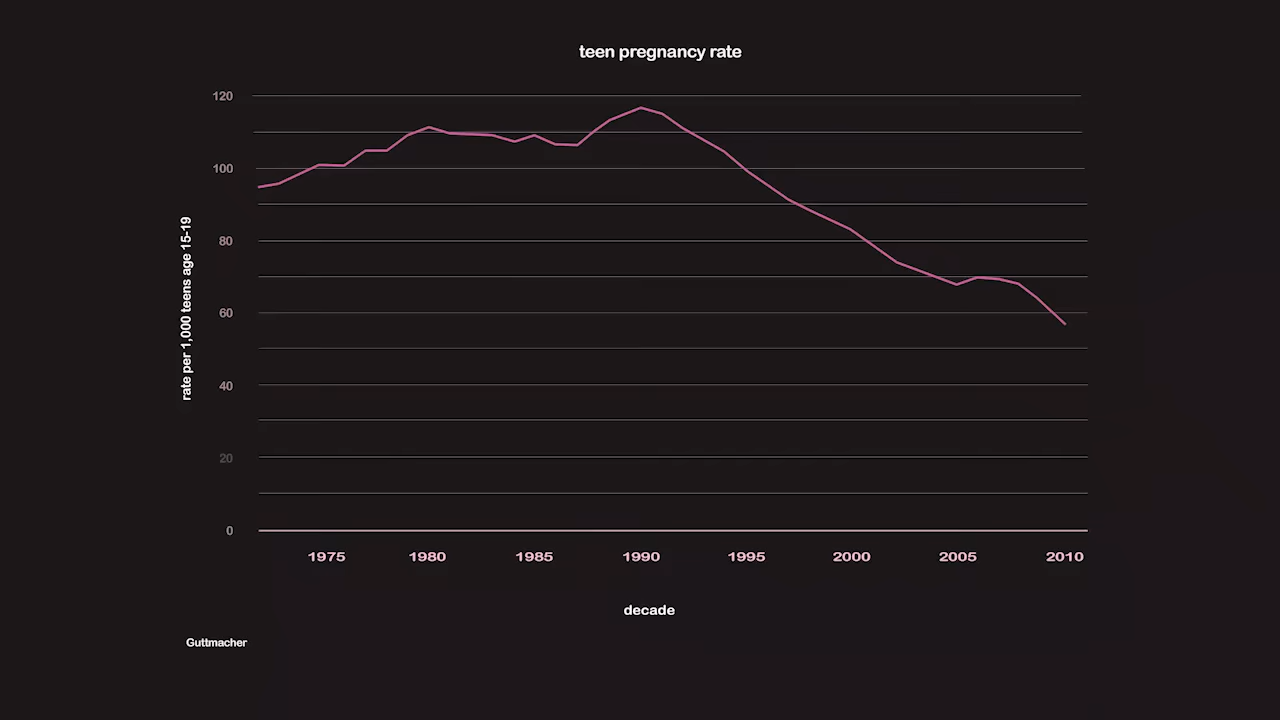 teen pregnancy rate
120
100
80
60
40
20
0
rate per 1,000 teens age 15-19
1975 1980 1985 1990 1995 2000 2005 2010
decade
Guttmacher